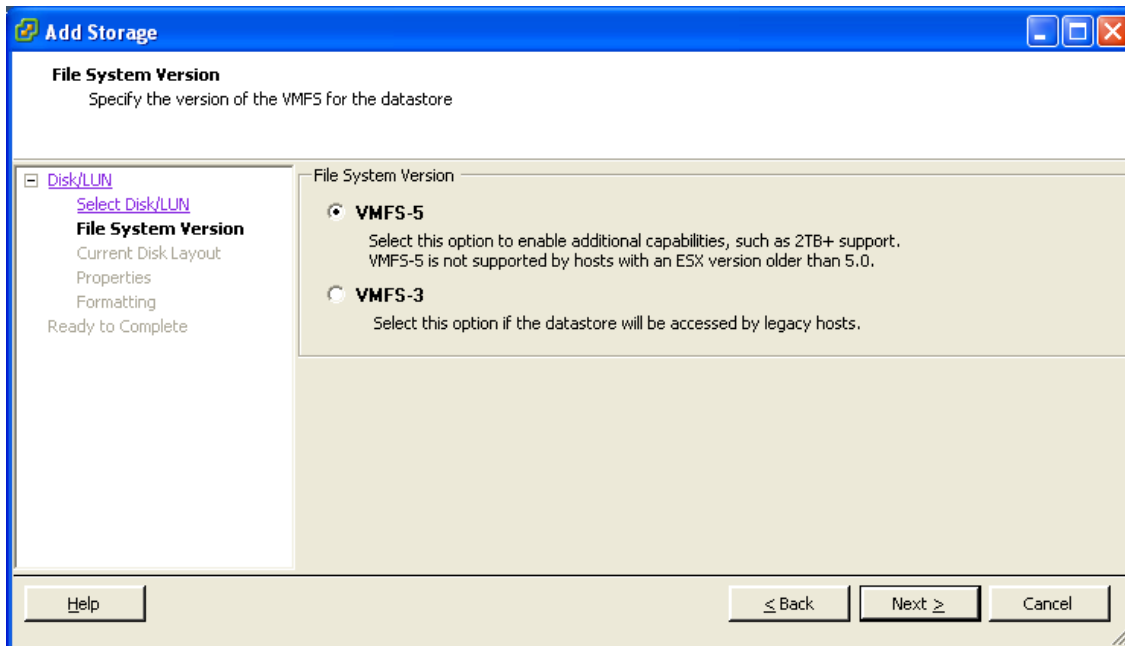 Add Storage
File System Version
Specify the version of the VMFS for the datastore
Disk/LUN
Select Disk/LUN
File System Version
Current Disk Layout
Properties
Formatting
Ready to Complete
File System Version
VMFS-5
Select this option to enable additional capabilities, such as 2TB+ support.
VMFS-5 is not supported by hosts with an ESX version older than 5.0.
VMFS-3
Select this option if the datastore will be accessed by legacy hosts.
Help
< Back
Next >
Cancel